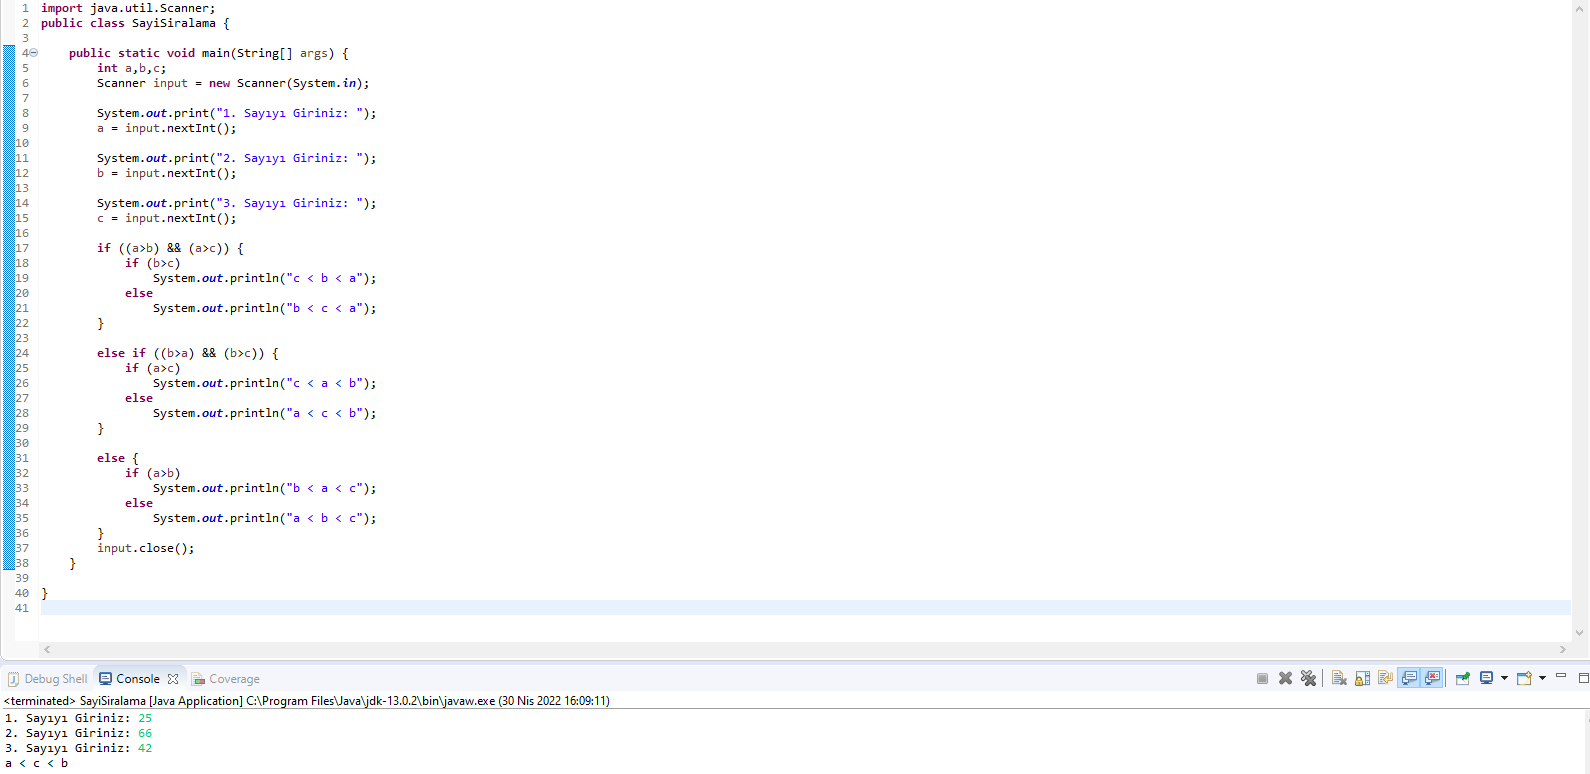 1 import java.util.Scanner;
2 public class SayiSiralama {
3
4 public static void main(String[] args) {
5 int a,b,c;
6 Scanner input = new Scanner(System.in);
7
8 System.out.print("1. Sayıyı Giriniz: ");
9 a = input.nextInt();
10
11 System.out.print("2. Sayıyı Giriniz: ");
12 b = input.nextInt();
13
14 System.out.print("3. Sayıyı Giriniz: ");
15 c = input.nextInt();
16
17 if ((a>b) && (a>c)) {
18 if (b>c)
19 System.out.println("c < b < a");
20 else
21 System.out.println("b < c < a");
22 }
23
24 else if ((b>a) && (b>c)) {
25 if (a>c)
26 System.out.println("c < a < b");
27 else
28 System.out.println("a < c < b");
29 }
30
31 else {
32 if (a>b)
33 System.out.println("b < a < c");
34 else
35 System.out.println("a < b < c");
36 }
37 input.close();
38 }
39
40 }
41
Debug Shell Console Coverage
<terminated> SayiSiralama [Java Application] C:\Program Files\Java\jdk-13.0.2\bin\javaw.exe (30 Nis 2022 16:09:11)
1. Sayıyı Giriniz: 25
2. Sayıyı Giriniz: 66
3. Sayıyı Giriniz: 42
a < c < b